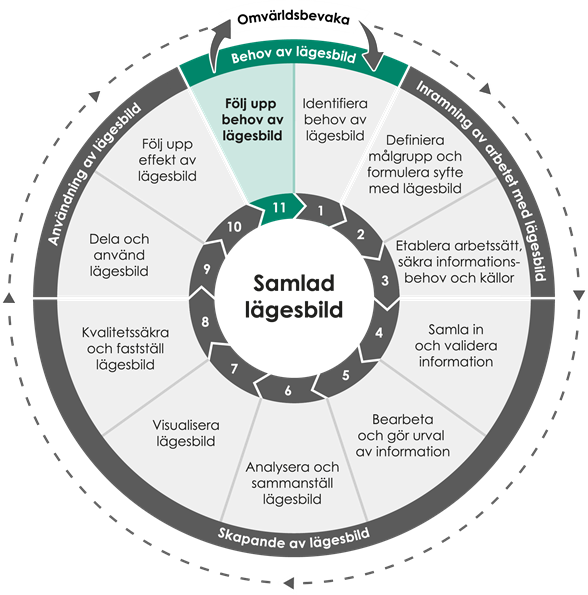 Omvärldsbevaka
Behov av lägesbild
Inramning av arbetet med lägesbild
Skapande av lägesbild
Användning av lägesbild
Samlad
lägesbild
1
Identifiera
behov av
lägesbild
2
Definiera
målgrupp och
formulera syfte
med lägesbild
3
Etablera arbetssätt,
säkra informations-
behov och källor
4
Samla in
och validera
information
5
Bearbeta
och gör urval
av information
6
Analysera och
sammanställ
lägesbild
7
Visualisera
lägesbild
8
Kvalitetssäkra
och fastställ
lägesbild
9
Dela och
använd
lägesbild
10
Följ upp
effekt av
lägesbild
11
Följ upp
behov av
lägesbild